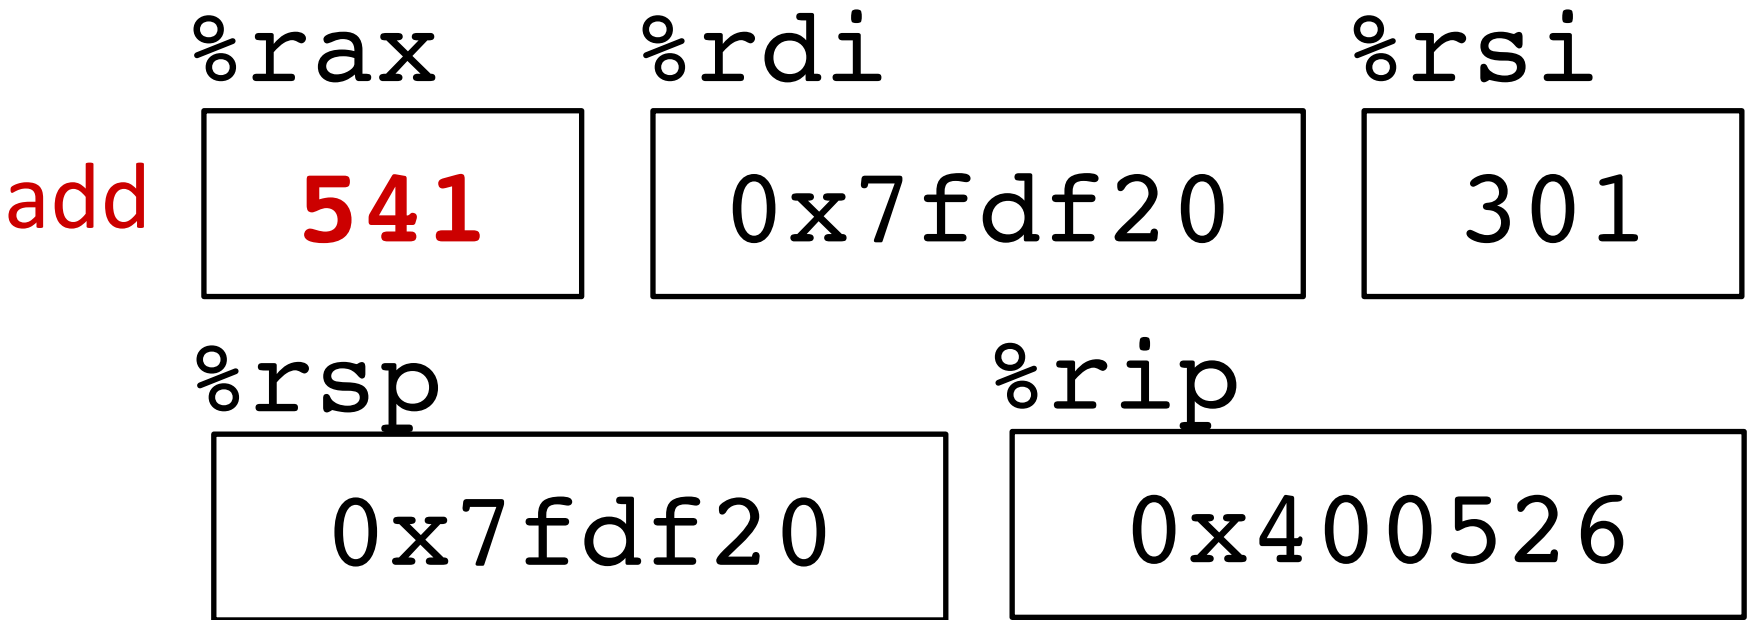 %rax %rdi %rsi
add 541 0x7fdf20 301
%rsp %rip
0x7fdf20 0x400526